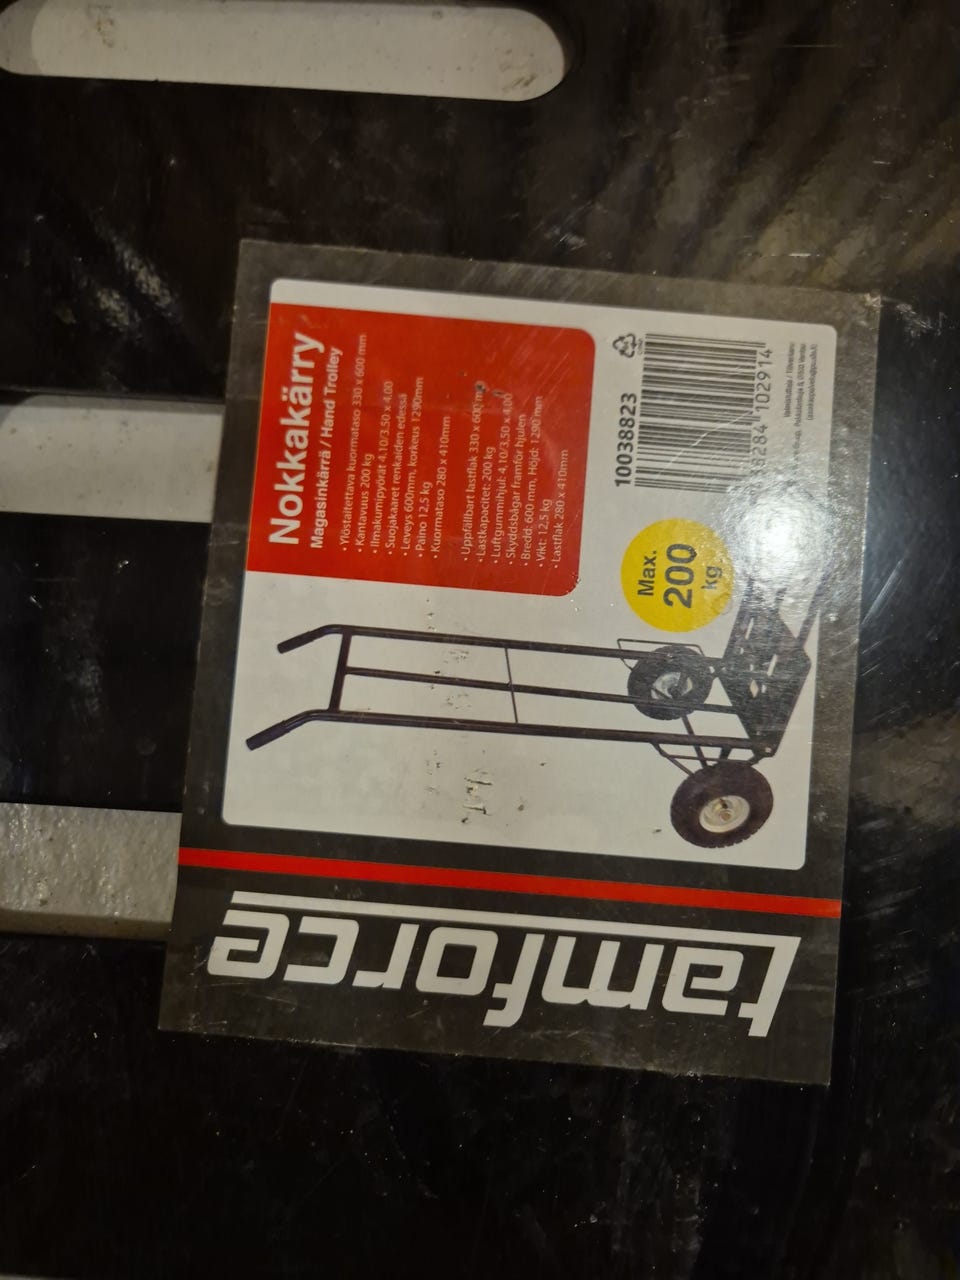 Nokkakärry
Magasinkärrä / Hand Trolley
• Ylöstaitettava kuormataso 330 x 600 mm
• Kantavuus 200 kg
• Ilmakumipyörät 4.10/3.50 x 4.00
• Suojakaaret renkaiden edessä
• Leveys 600mm, korkeus 1290mm
• Paino 12,5 kg
• Kuormataso 280 x 410mm
• Uppfällbart lastflak 330 x 600 mm
• Lastkapacitet: 200 kg
• Luftgummihjul: 4.10/3.50 x 4.00
• Skyddsbågar framför hjulen
• Bredd: 600 mm, Höjd: 1290 mm
• Vikt: 12,5 kg
• Lastflak 280 x 410mm
10038823
102914
Max.
200
kg
tamforce